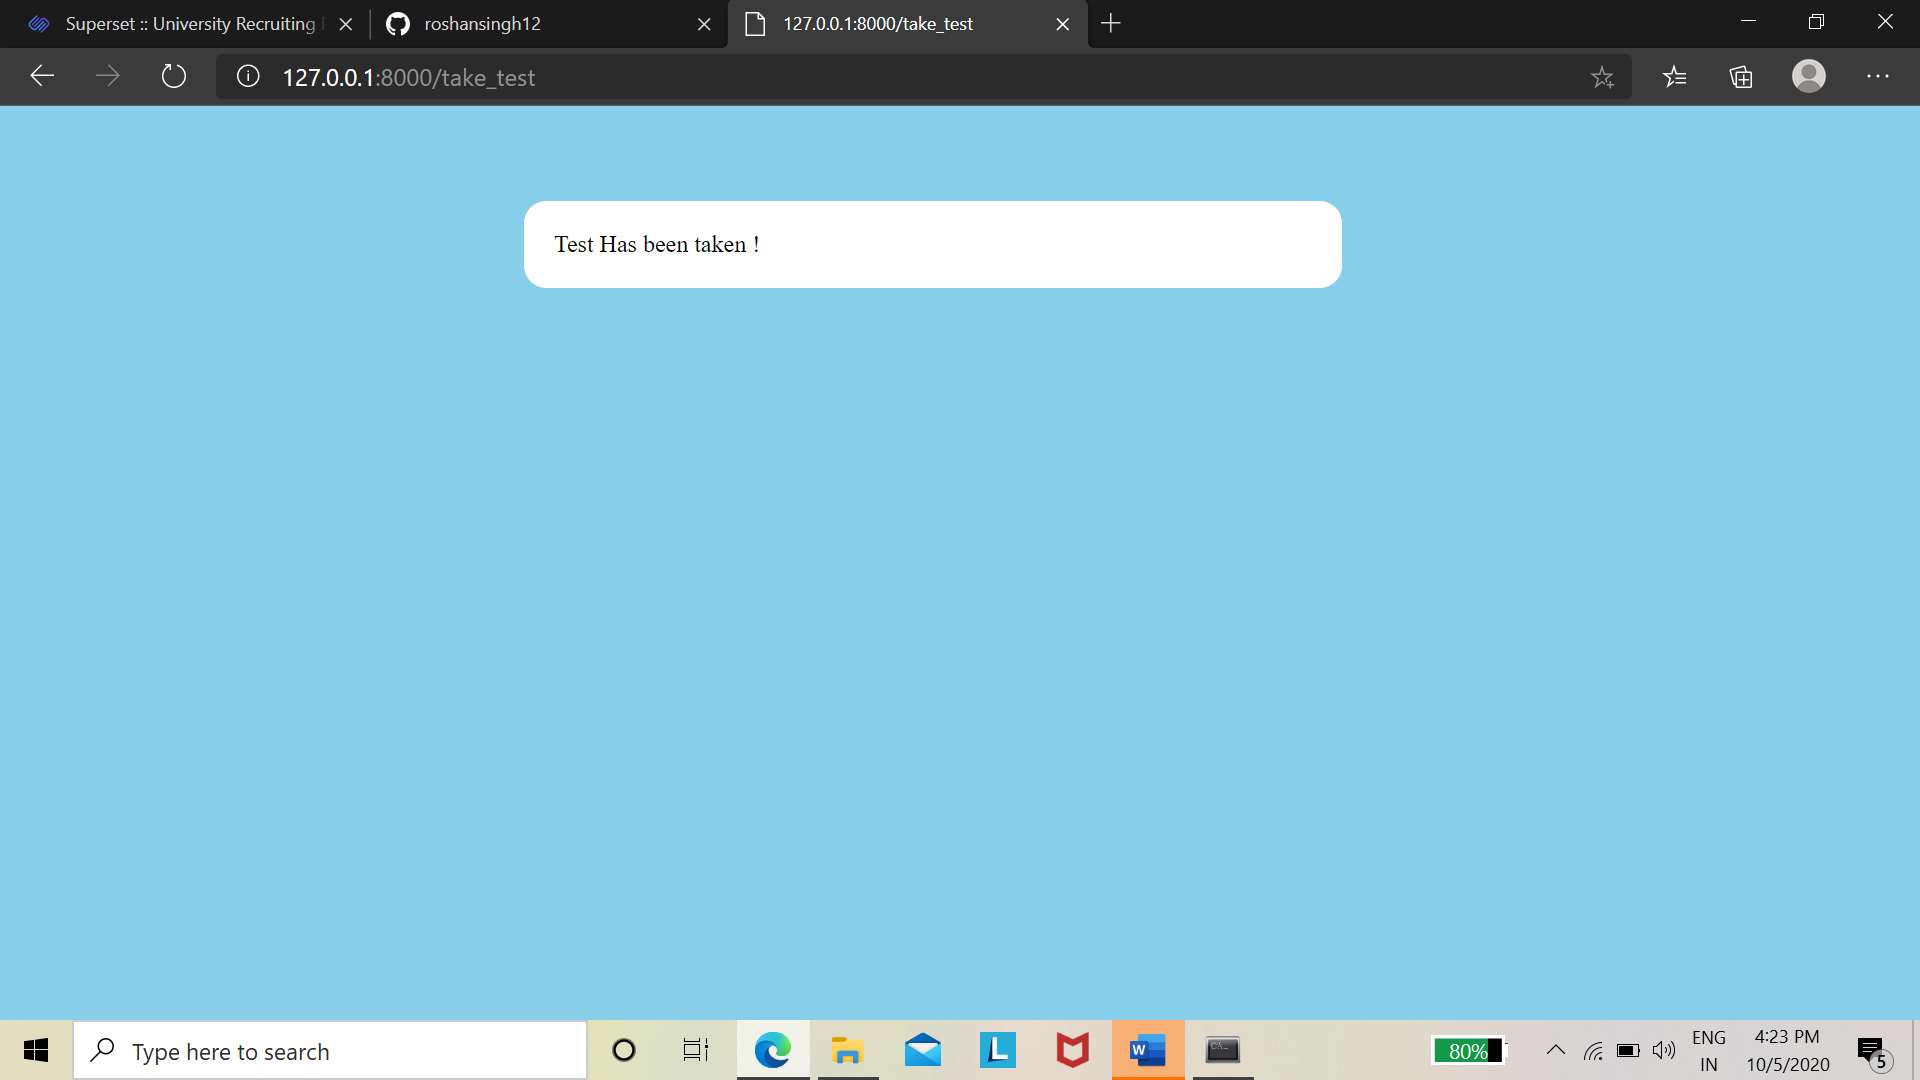 Superset :: University Recruiting
roshansingh12
127.0.0.1:8000/take_test
127.0.0.1:8000/take_test
Test Has been taken !
Type here to search
L
W
80%
ENG
IN
4:23 PM
10/5/2020
5